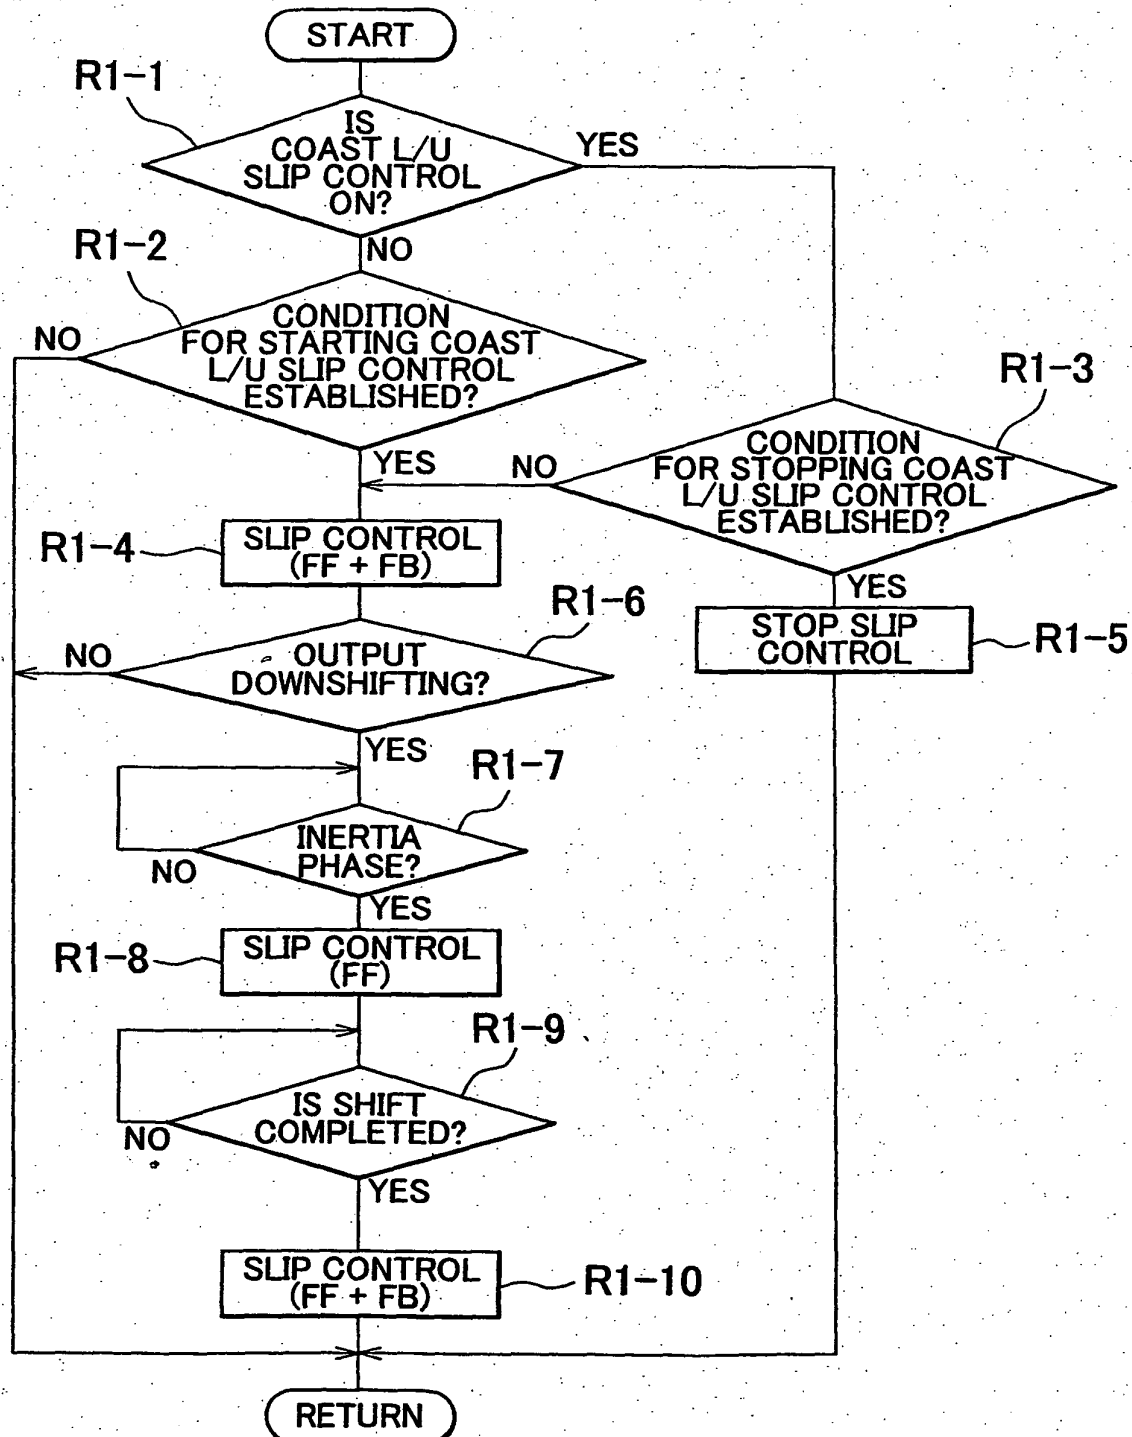 START
R1-1
IS
COAST L/U
SLIP CONTROL
ON?
YES
NO
R1-2
CONDITION
FOR STARTING COAST
L/U SLIP CONTROL
ESTABLISHED?
NO
YES
R1-3
CONDITION
FOR STOPPING COAST
L/U SLIP CONTROL
ESTABLISHED?
NO
YES
R1-4
SLIP CONTROL
(FF + FB)
STOP SLIP
CONTROL
R1-5
R1-6
OUTPUT
DOWNSHIFTING?
NO
YES
R1-7
INERTIA
PHASE?
NO
YES
R1-8
SLIP CONTROL
(FF)
R1-9
IS SHIFT
COMPLETED?
NO
YES
SLIP CONTROL
(FF + FB)
R1-10
RETURN